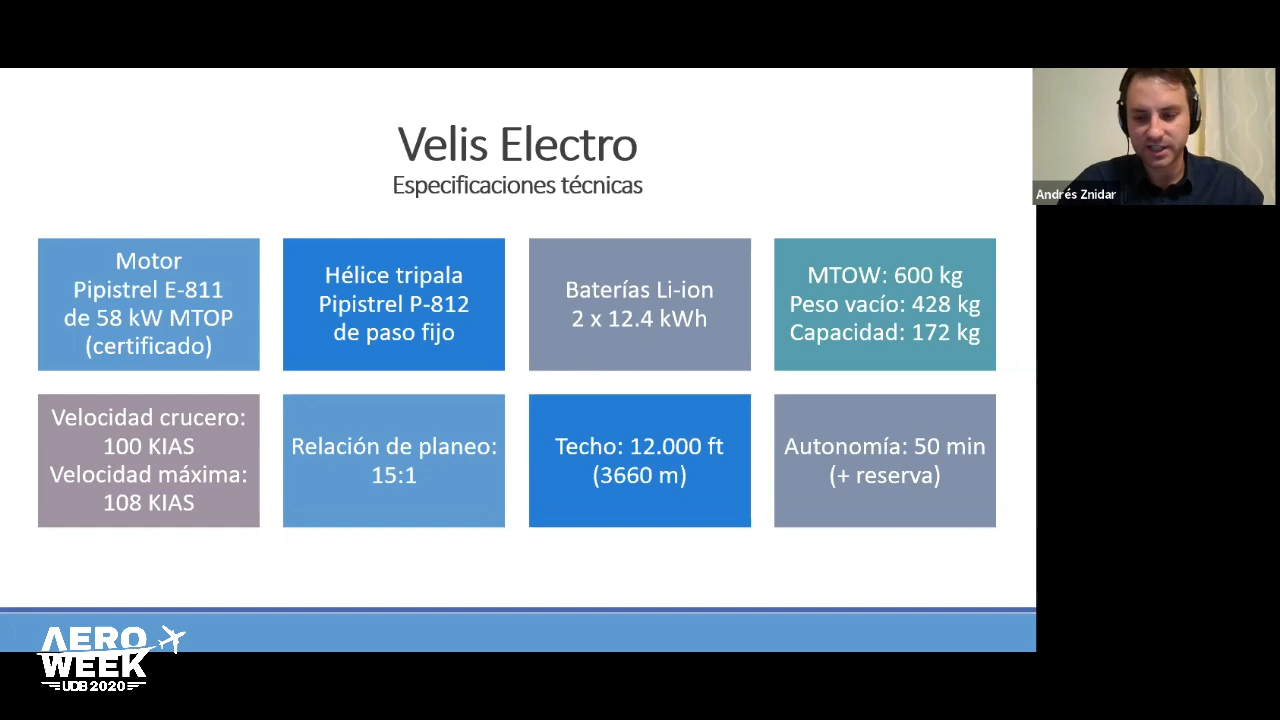 Velis Electro
Especificaciones técnicas
Andrés Znidar
Motor
Pipistrel E-811
de 58 kW MTOP
(certificado)
Hélice tripala
Pipistrel P-812
de paso fijo
Baterías Li-ion
2 x 12.4 kWh
MTOW: 600 kg
Peso vacío: 428 kg
Capacidad: 172 kg
Velocidad crucero:
100 KIAS
Velocidad máxima:
108 KIAS
Relación de planeo:
15:1
Techo: 12.000 ft
(3660 m)
Autonomía: 50 min
(+ reserva)
AERO
WEEK
UDB 2020